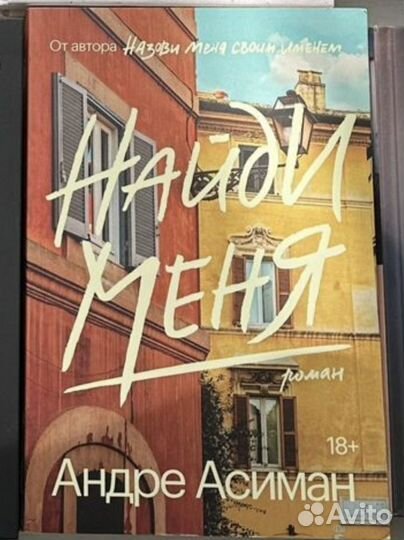 От автора Назови меня своим именем
Найди
меня
роман
18+
Андре Асиман
Avito